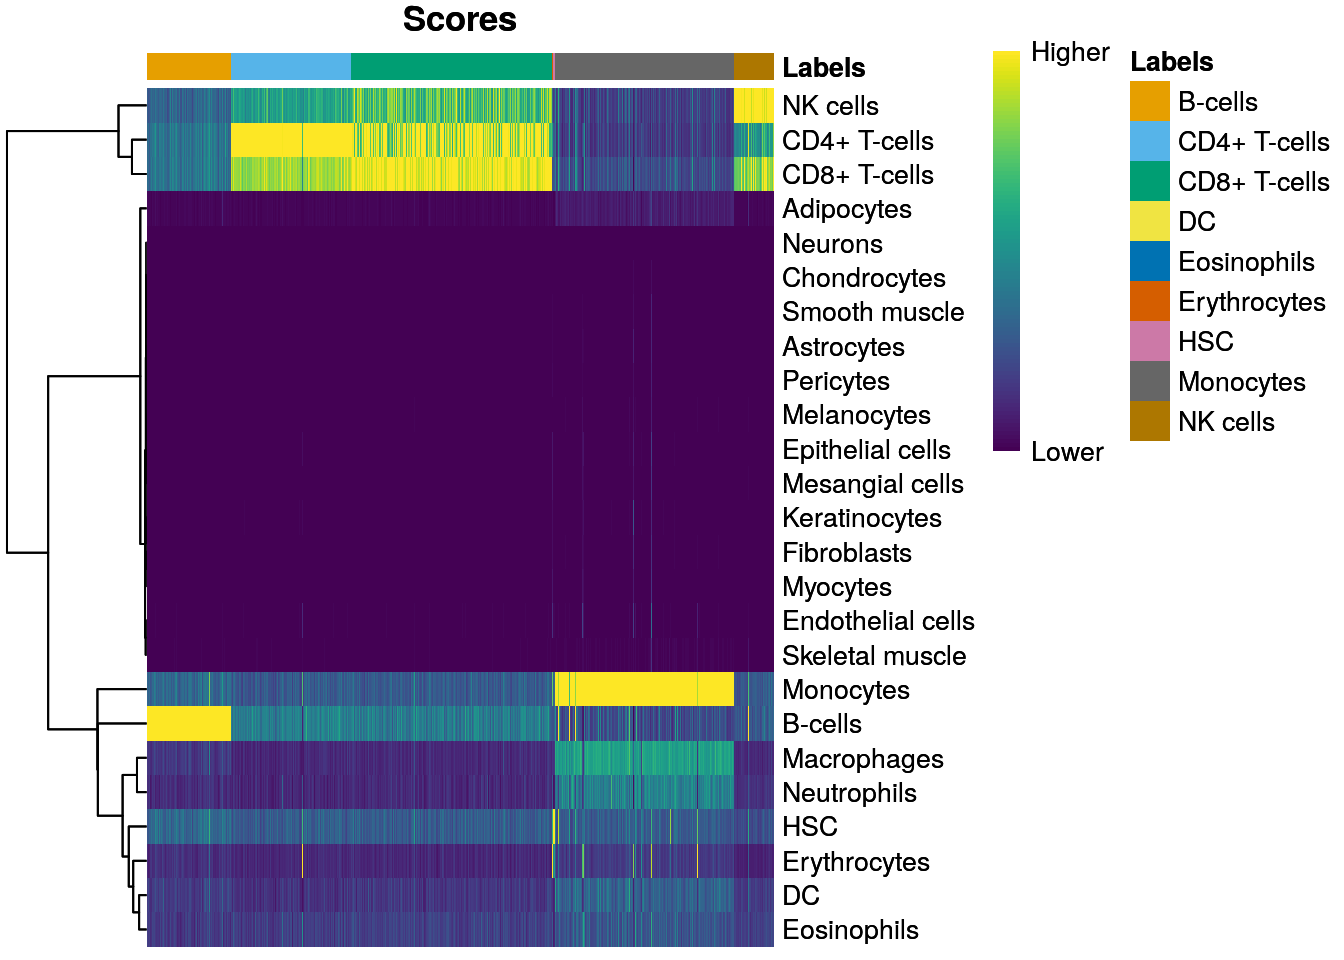 Scores
Labels
NK cells
CD4+ T-cells
CD8+ T-cells
Adipocytes
Neurons
Chondrocytes
Smooth muscle
Astrocytes
Pericytes
Melanocytes
Epithelial cells
Mesangial cells
Keratinocytes
Fibroblasts
Myocytes
Endothelial cells
Skeletal muscle
Monocytes
B-cells
Macrophages
Neutrophils
HSC
Erythrocytes
DC
Eosinophils
Higher
Lower
Labels
B-cells
CD4+ T-cells
CD8+ T-cells
DC
Eosinophils
Erythrocytes
HSC
Monocytes
NK cells